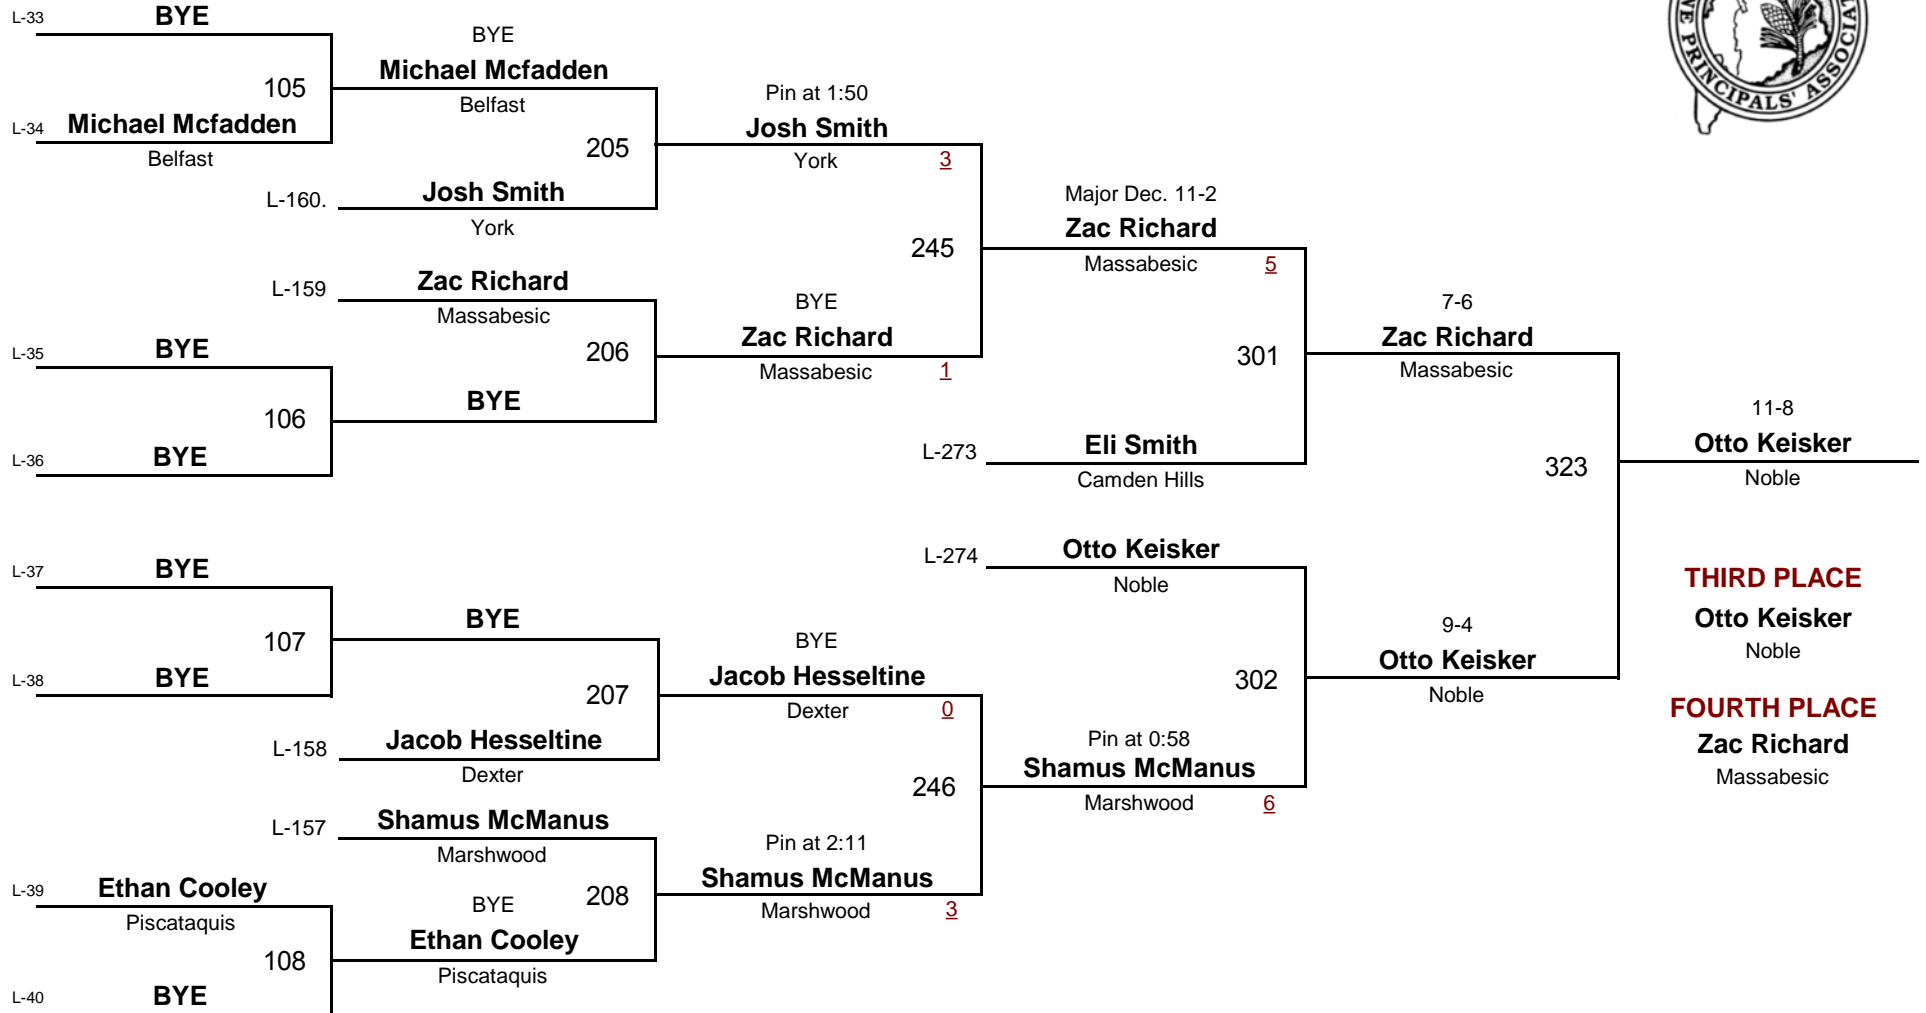 L-33 BYE
105
L-34 Michael Mcfadden
Belfast
BYE
Michael Mcfadden
Belfast
205
L-160. Josh Smith
York
Pin at 1:50
Josh Smith
York 3
L-159 Zac Richard
Massabesic
206
L-35 BYE
106
BYE
L-36 BYE
BYE
Zac Richard
Massabesic 1
245
Major Dec. 11-2
Zac Richard
Massabesic 5
301
L-273 Eli Smith
Camden Hills
7-6
Zac Richard
Massabesic
323
11-8
Otto Keisker
Noble
L-37 BYE
107
L-38 BYE
BYE
207
L-158 Jacob Hesseltine
Dexter
BYE
Jacob Hesseltine
Dexter 0
246
L-157 Shamus McManus
Marshwood
208
L-39 Ethan Cooley
Piscataquis
108
L-40 BYE
BYE
Ethan Cooley
Piscataquis
Pin at 2:11
Shamus McManus
Marshwood 3
L-274 Otto Keisker
Noble
302
Pin at 0:58
Shamus McManus
Marshwood 6
9-4
Otto Keisker
Noble
THIRD PLACE
Otto Keisker
Noble
FOURTH PLACE
Zac Richard
Massabesic
PRINCIPALS'